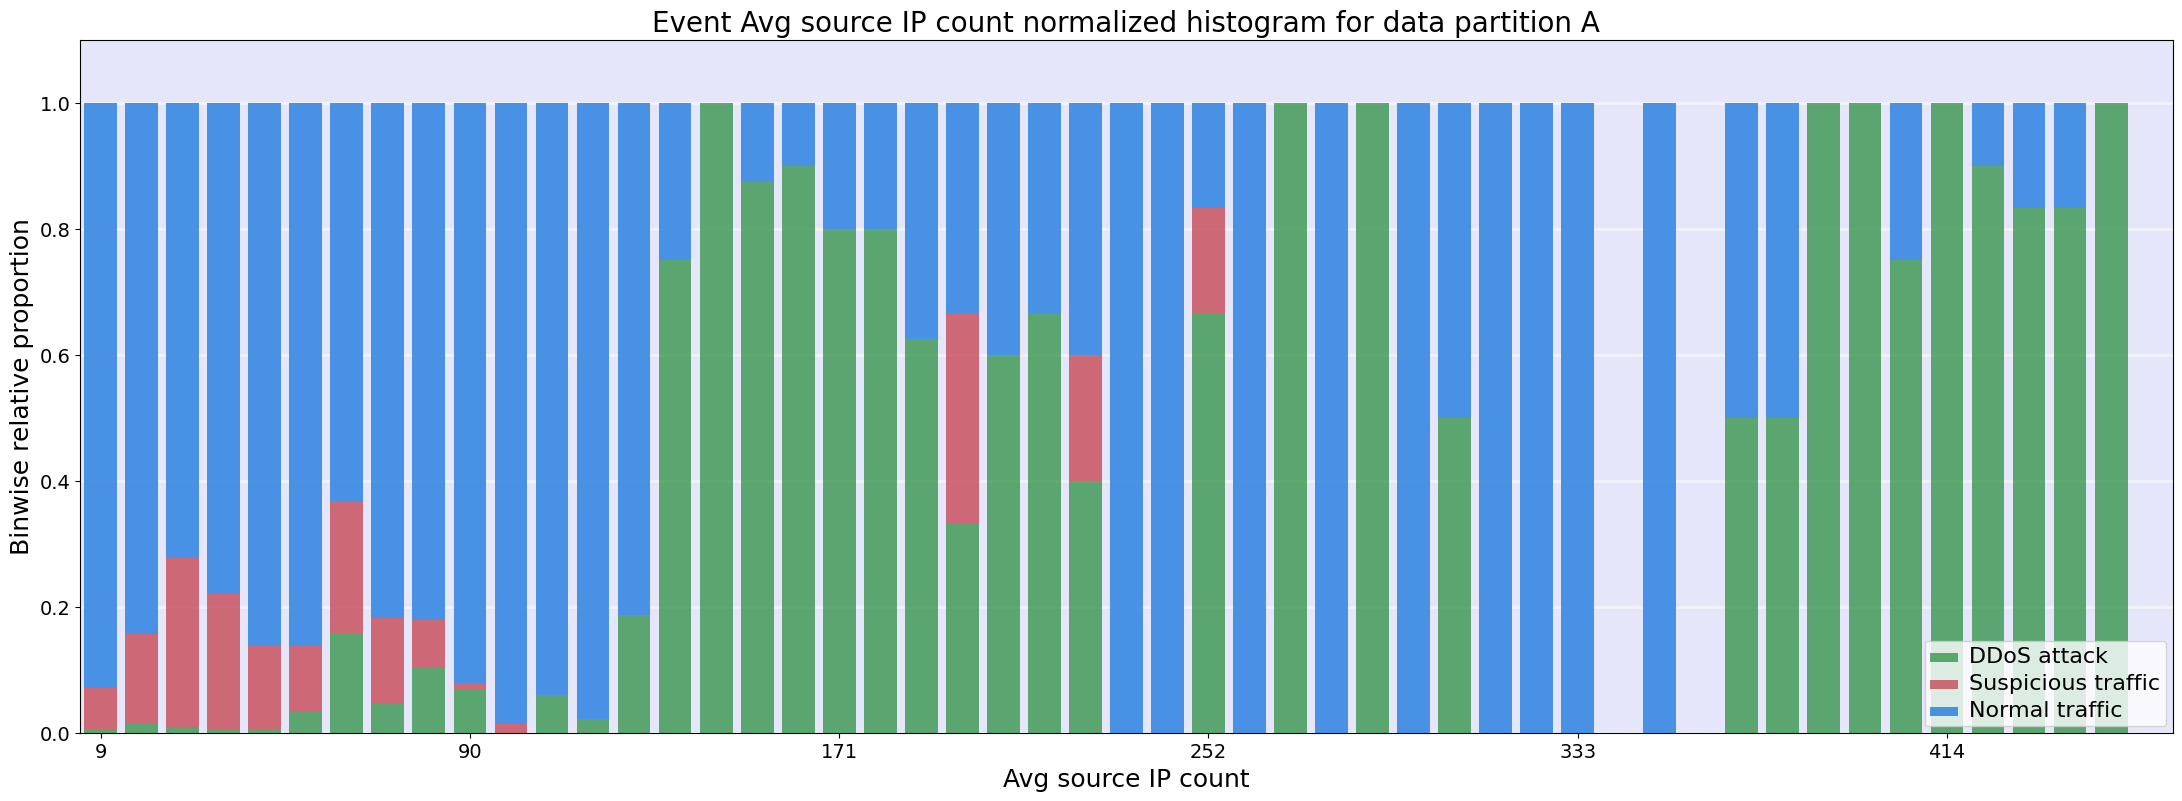 Event Avg source IP count normalized histogram for data partition A
Binwise relative proportion
1.0
0.8
0.6
0.4
0.2
0.0
DDoS attack
Suspicious traffic
Normal traffic
9 90 171 252 333 414
Avg source IP count